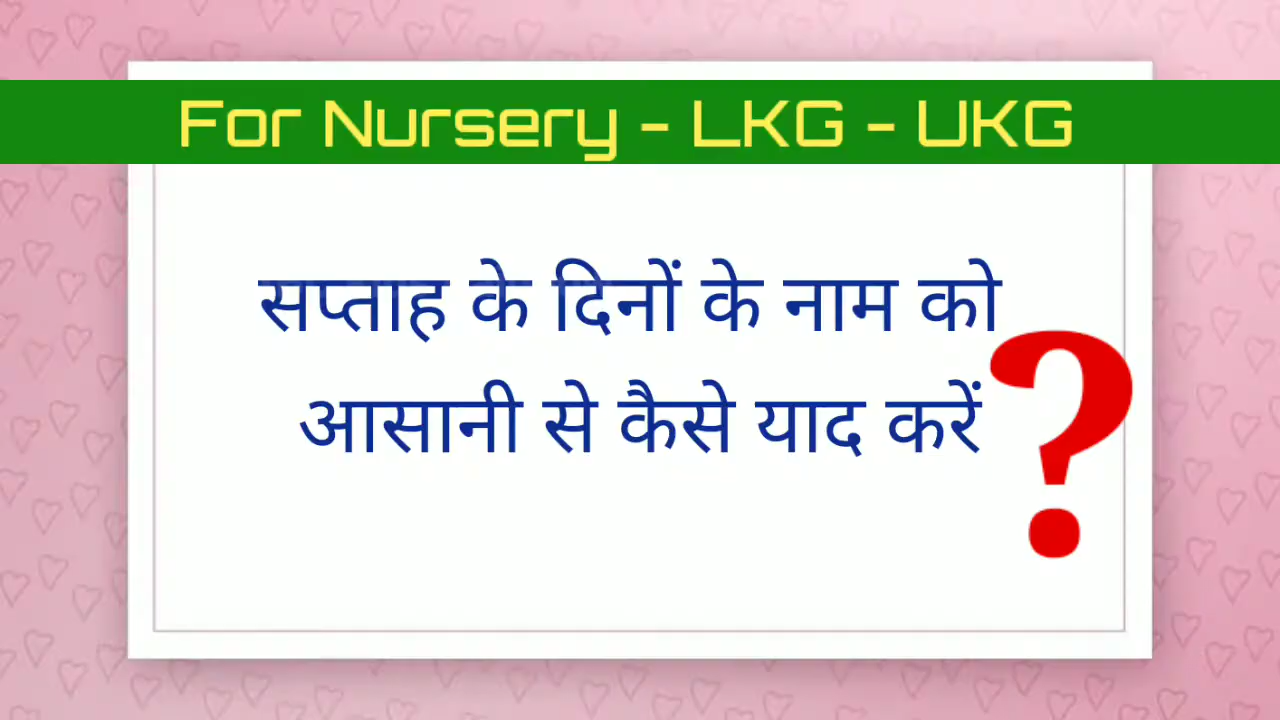 For Nursery - LKG - UKG
सप्ताह के दिनों के नाम को
आसानी से कैसे याद करें ?